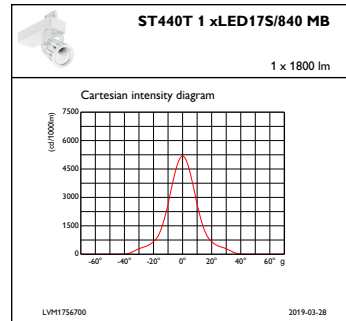 ST440T 1 xLED17S/840 MB
1 x 1800 lm
Cartesian intensity diagram
(cd/1000lm)
7500
6000
4500
3000
1500
0
-60° -40° -20° 0° 20° 40° 60° g
LVM1756700 2019-03-28